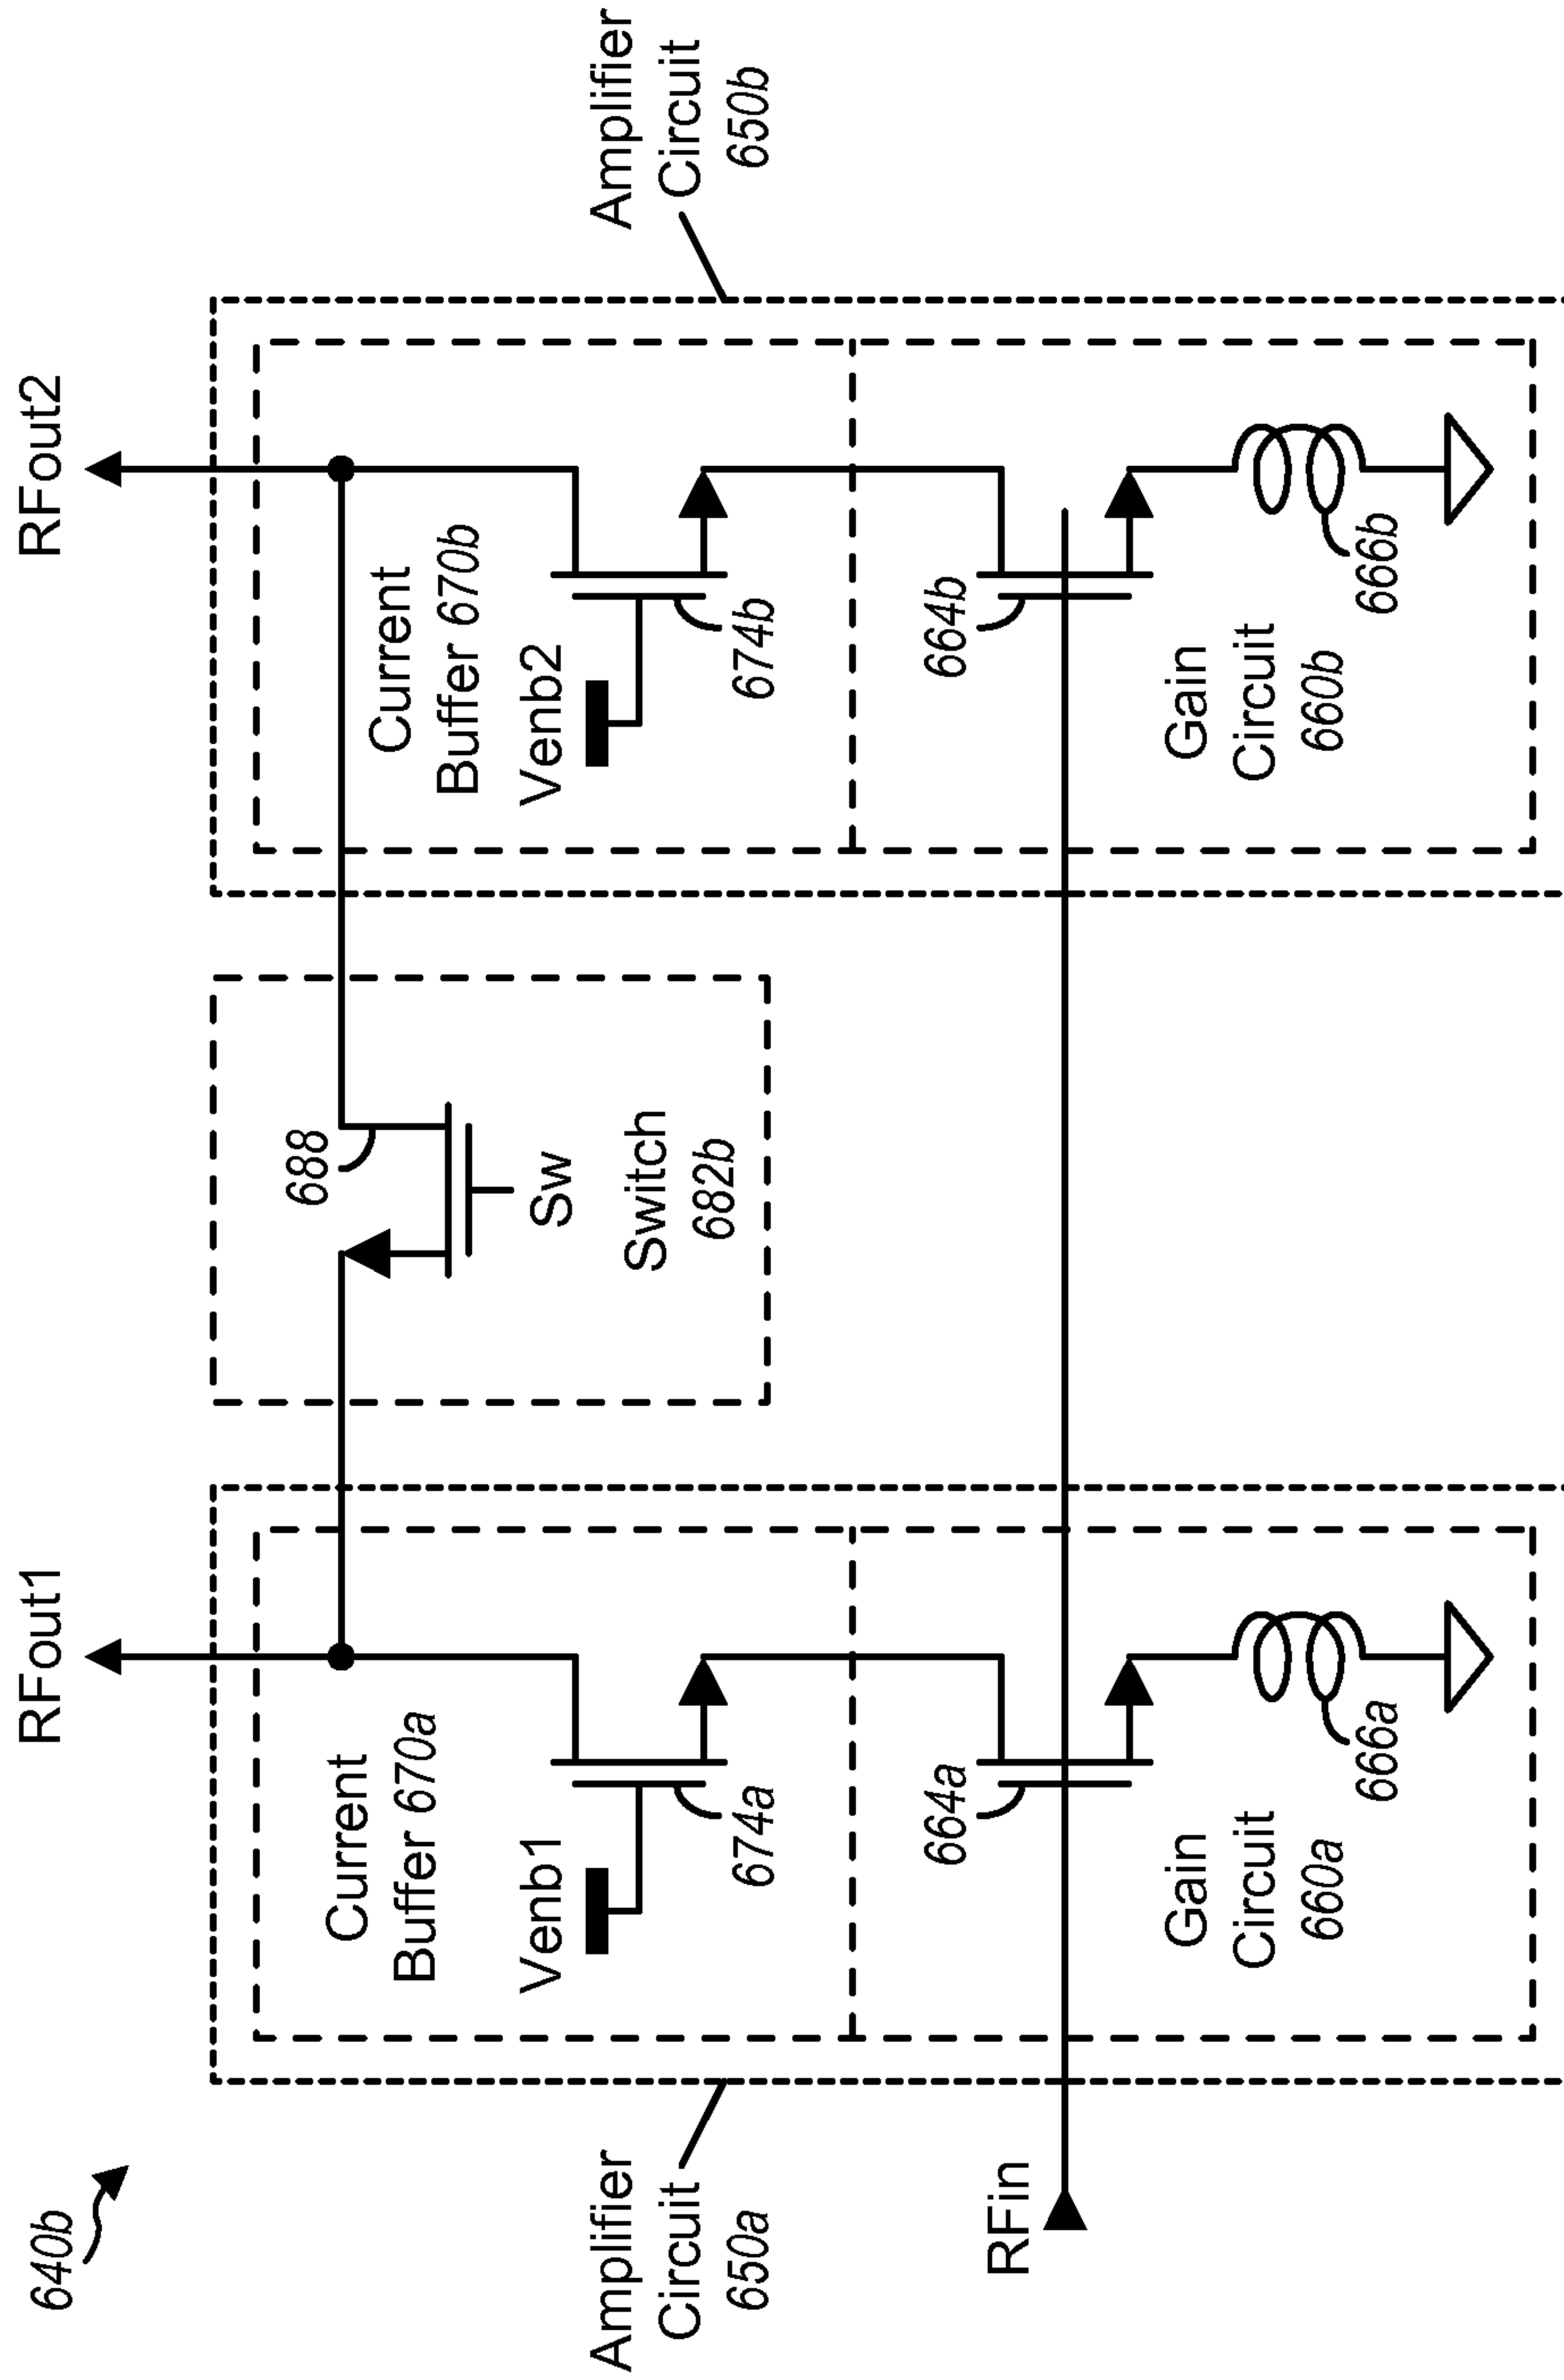 640b
RFout1
RFout2
Amplifier
Circuit
650a
Current
Buffer 670a
Venb1
674a
664a
Gain
Circuit
660a
666a
RFin
688
Sw
Switch
682b
Current
Buffer 670b
Venb2
674b
664b
Gain
Circuit
660b
666b
Amplifier
Circuit
650b